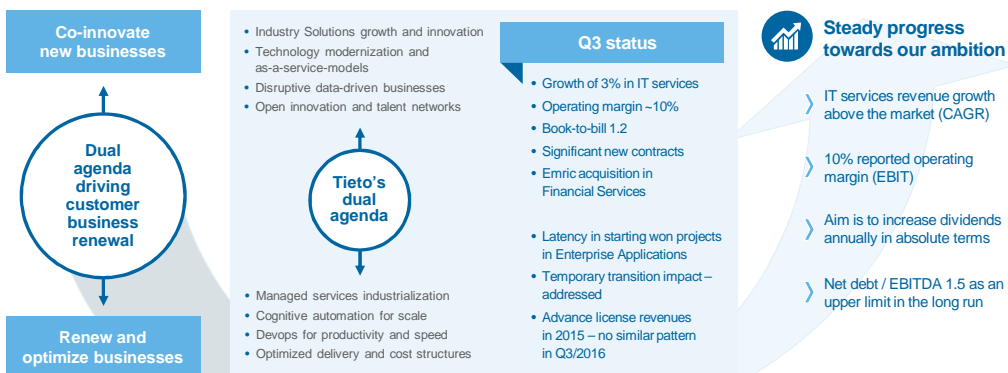 Co-innovate
new businesses
Dual
agenda
driving
customer
business
renewal
Renew and
optimize businesses
• Industry Solutions growth and innovation
• Technology modernization and
as-a-service-models
• Disruptive data-driven businesses
• Open innovation and talent networks
Tieto's
dual
agenda
• Managed services industrialization
• Cognitive automation for scale
• Devops for productivity and speed
• Optimized delivery and cost structures
Q3 status
• Growth of 3% in IT services
• Operating margin ~10%
• Book-to-bill 1.2
• Significant new contracts
• Emric acquisition in
Financial Services
• Latency in starting won projects
in Enterprise Applications
• Temporary transition impact –
addressed
• Advance license revenues
in 2015 – no similar pattern
in Q3/2016
Steady progress
towards our ambition
IT services revenue growth
above the market (CAGR)
10% reported operating
margin (EBIT)
Aim is to increase dividends
annually in absolute terms
Net debt / EBITDA 1.5 as an
upper limit in the long run